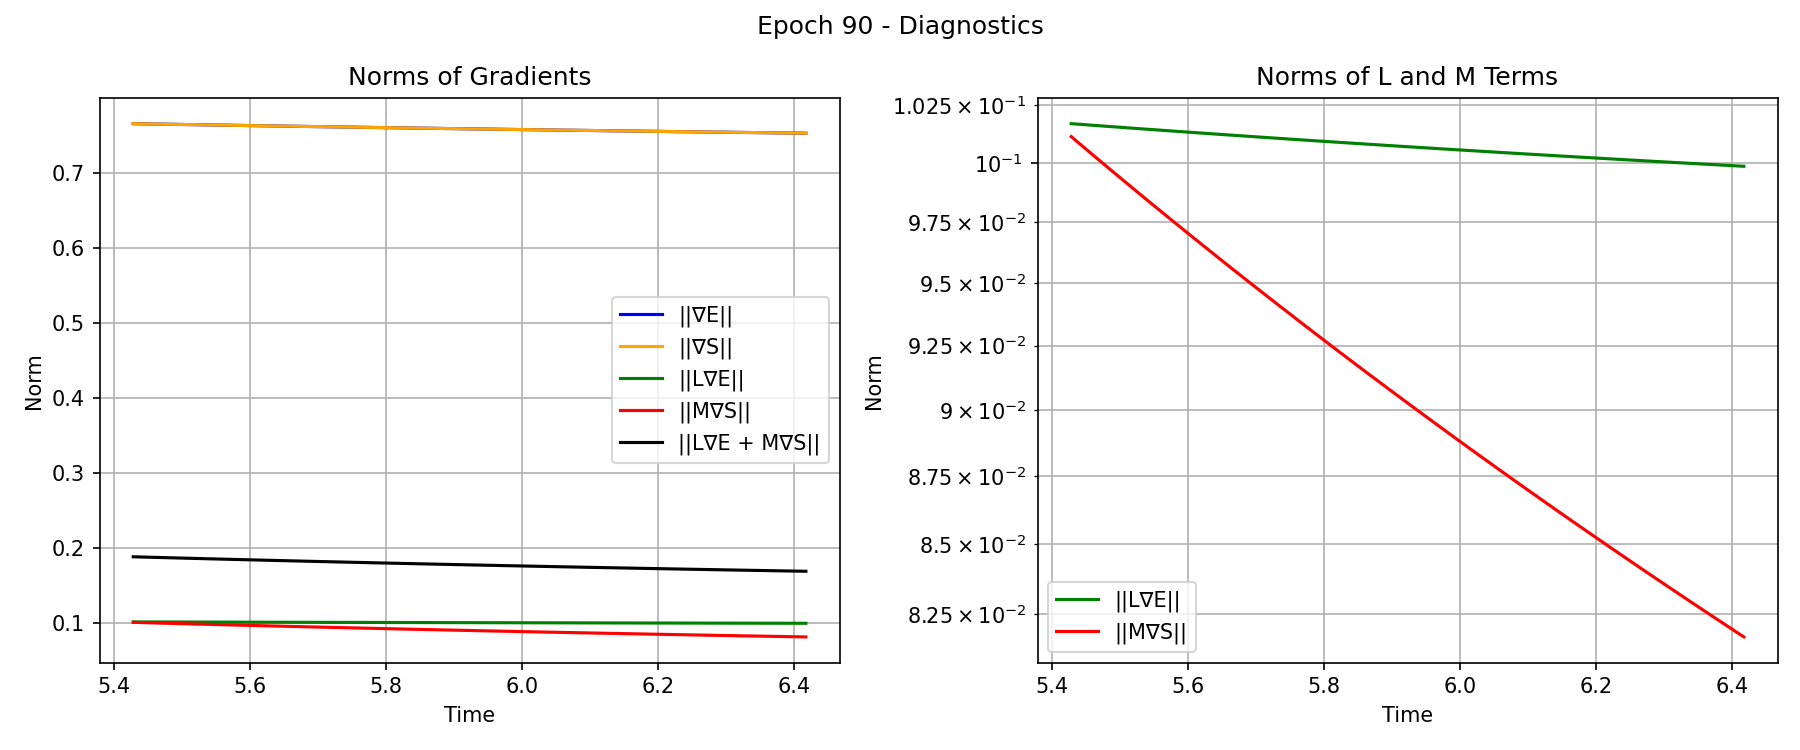 Epoch 90 - Diagnostics
Norms of Gradients
Norm
0.7
0.6
0.5
0.4
0.3
0.2
0.1
||∇E||
||∇S||
||L∇E||
||M∇S||
||L∇E + M∇S||
5.4 5.6 5.8 6.0 6.2 6.4
Time
Norms of L and M Terms
Norm
1.025 × 10⁻¹
10⁻¹
9.75 × 10⁻²
9.5 × 10⁻²
9.25 × 10⁻²
9 × 10⁻²
8.75 × 10⁻²
8.5 × 10⁻²
8.25 × 10⁻²
||L∇E||
||M∇S||
5.4 5.6 5.8 6.0 6.2 6.4
Time